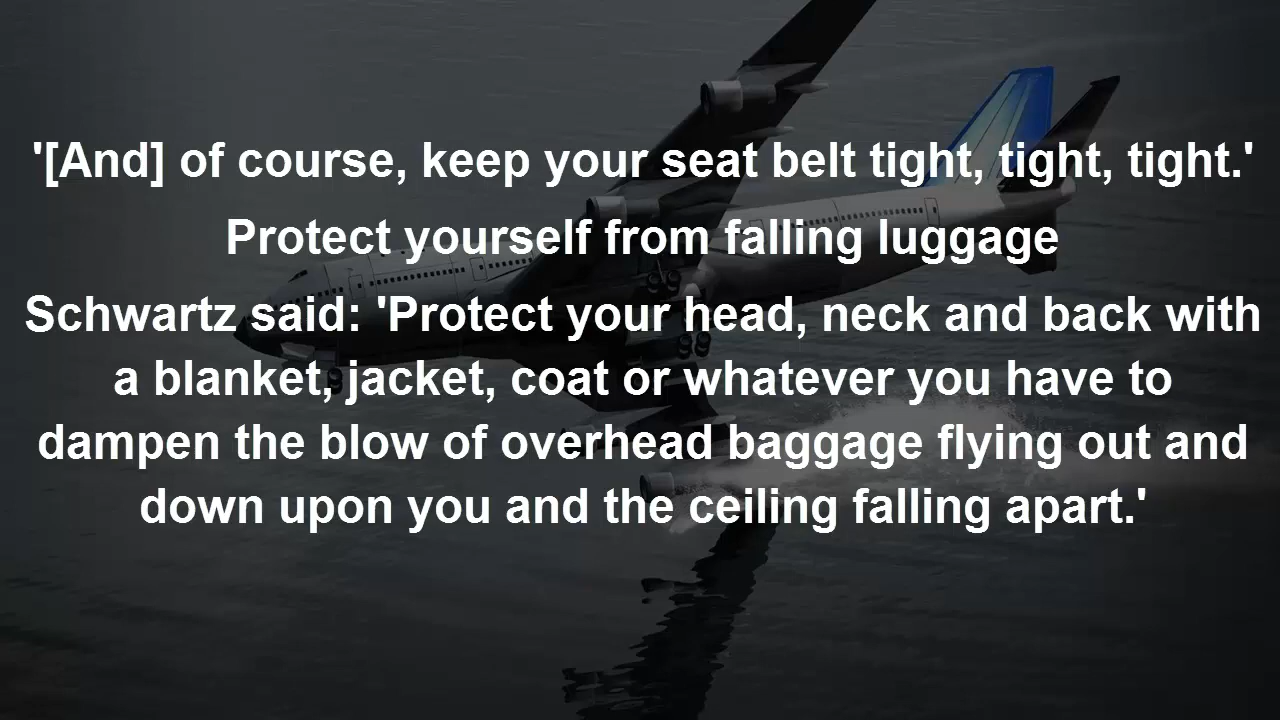 '[And] of course, keep your seat belt tight, tight, tight.'
Protect yourself from falling luggage
Schwartz said: 'Protect your head, neck and back with
a blanket, jacket, coat or whatever you have to
dampen the blow of overhead baggage flying out and
down upon you and the ceiling falling apart.'